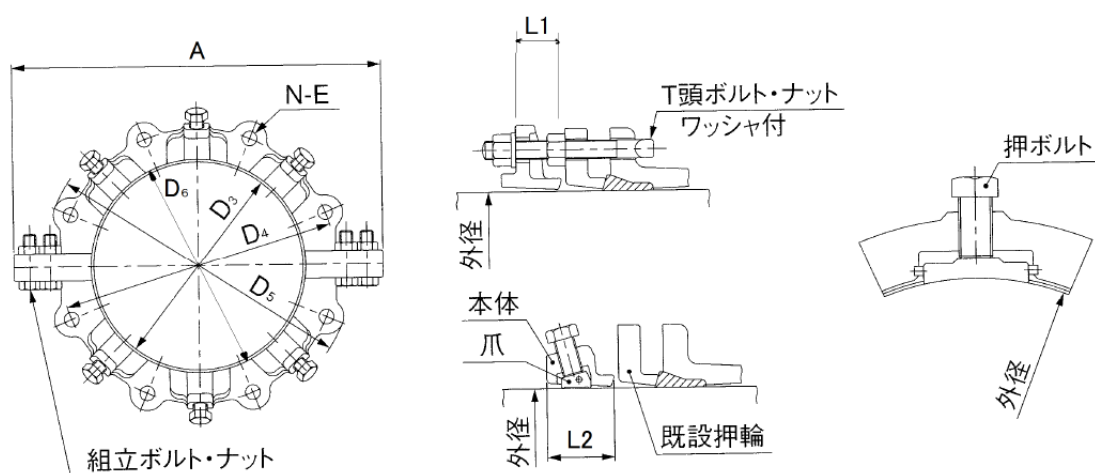 A
N-E
D6
D3
D4
D5
組立ボルト・ナット
L1
T頭ボルト・ナット
ワッシャ付
外径
本体
爪
外径
L2
既設押輪
押ボルト
外径